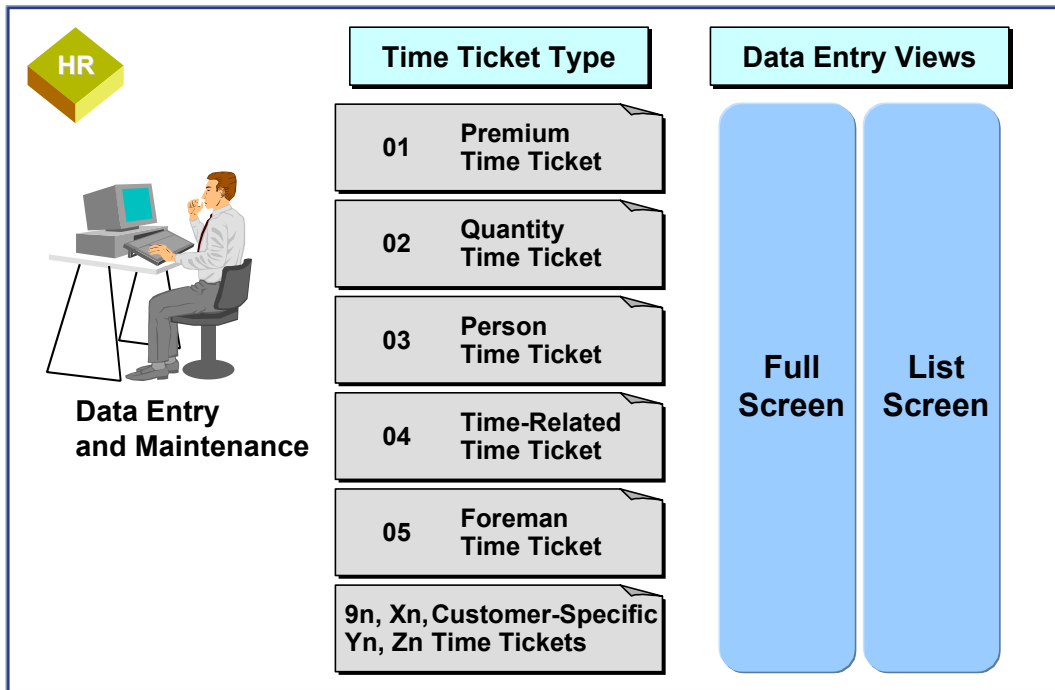 HR
Data Entry
and Maintenance
Time Ticket Type
01 Premium
Time Ticket
02 Quantity
Time Ticket
03 Person
Time Ticket
04 Time-Related
Time Ticket
05 Foreman
Time Ticket
9n, Xn, Customer-Specific
Yn, Zn Time Tickets
Data Entry Views
Full
Screen
List
Screen